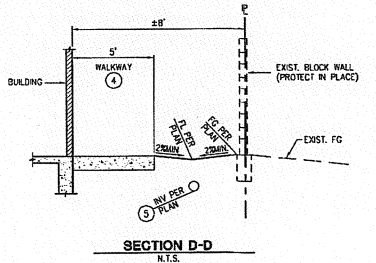 ±8'
P
5'
WALKWAY
4
BUILDING
EXIST. BLOCK WALL
(PROTECT IN PLACE)
FL PER
PLAN
FG PER
PLAN
2%MIN.
2%MIN.
EXIST. FG
5
INV PER
PLAN
SECTION D-D
N.T.S.